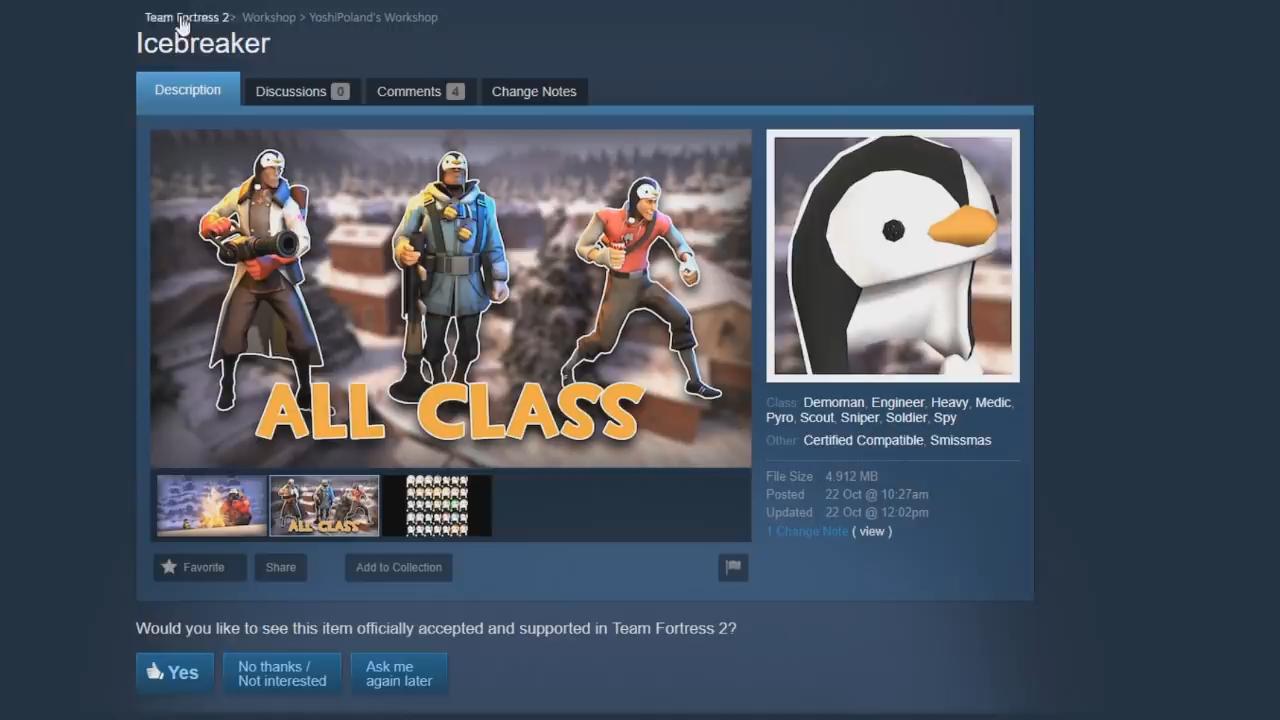 Team Fortress 2> Workshop > YoshiPoland's Workshop
Icebreaker
Description
Discussions 0
Comments 4
Change Notes
ALL CLASS
ALL CLASS
Class: Demoman, Engineer, Heavy, Medic,
Pyro, Scout, Sniper, Soldier, Spy
Other: Certified Compatible, Smissmas
File Size 4.912 MB
Posted 22 Oct @ 10:27am
Updated 22 Oct @ 12:02pm
1 Change Note ( view )
Favorite
Share
Add to Collection
Would you like to see this item officially accepted and supported in Team Fortress 2?
Yes
No thanks /
Not interested
Ask me
again later